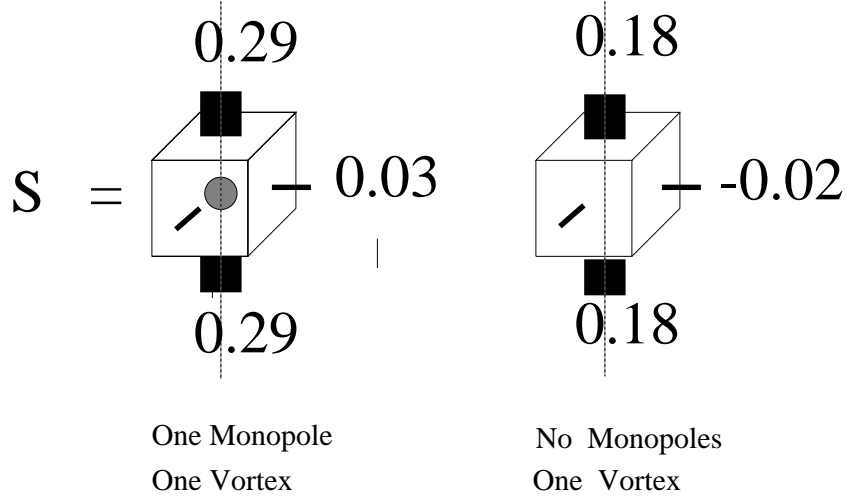 0.29 0.18
S = 0.03 -0.02
0.29 0.18
One Monopole No Monopoles
One Vortex One Vortex